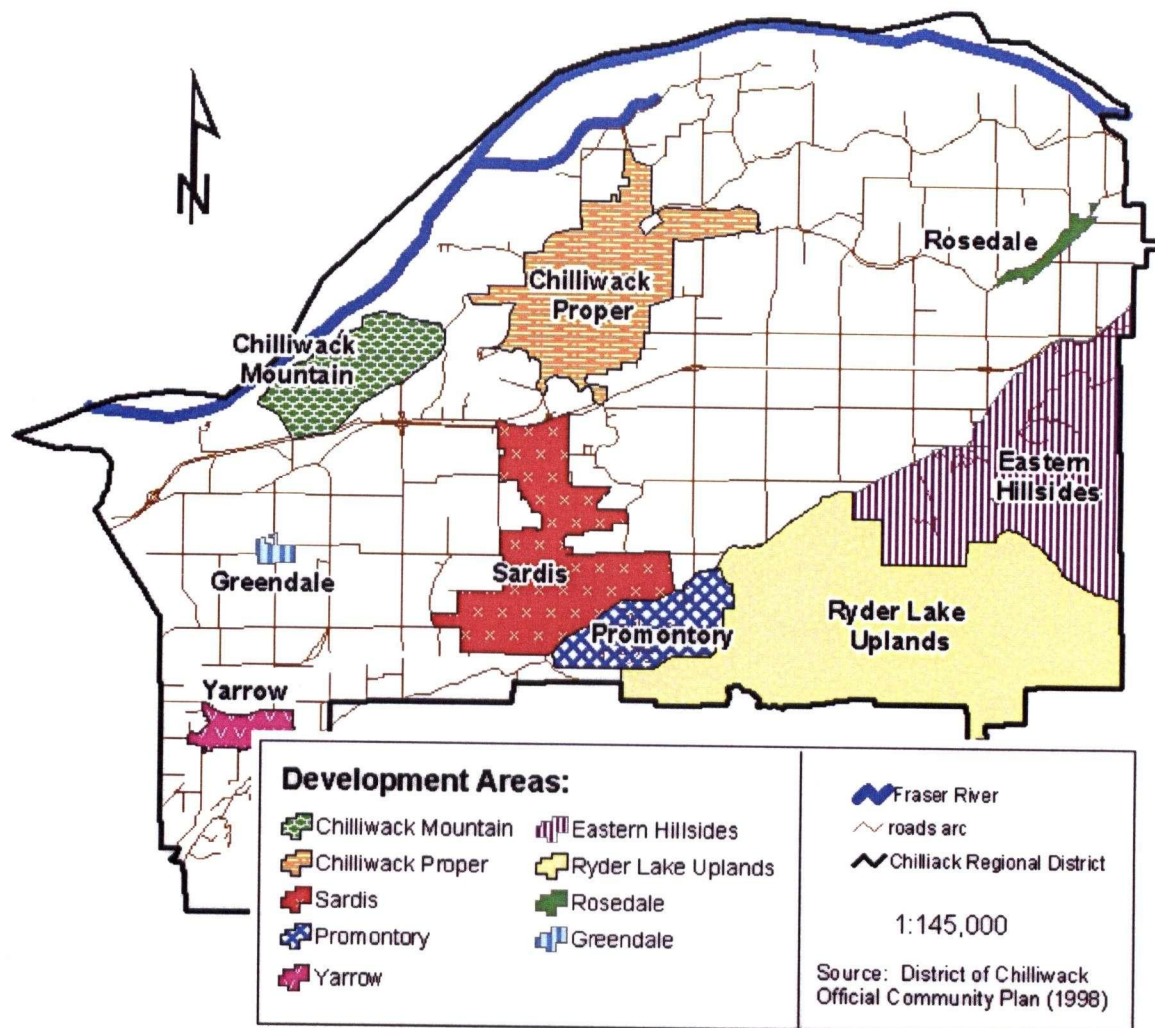 N
Rosedale
Chilliwack
Proper
Chilliwack
Mountain
Eastern
Hillsides
Greendale
Sardis
Promontory
Ryder Lake
Uplands
Yarrow
Development Areas:
Chilliwack Mountain
Chilliwack Proper
Sardis
Promontory
Yarrow
Eastern Hillsides
Ryder Lake Uplands
Rosedale
Greendale
Fraser River
roads arc
Chilliack Regional District
1:145,000
Source: District of Chilliwack
Official Community Plan (1998)